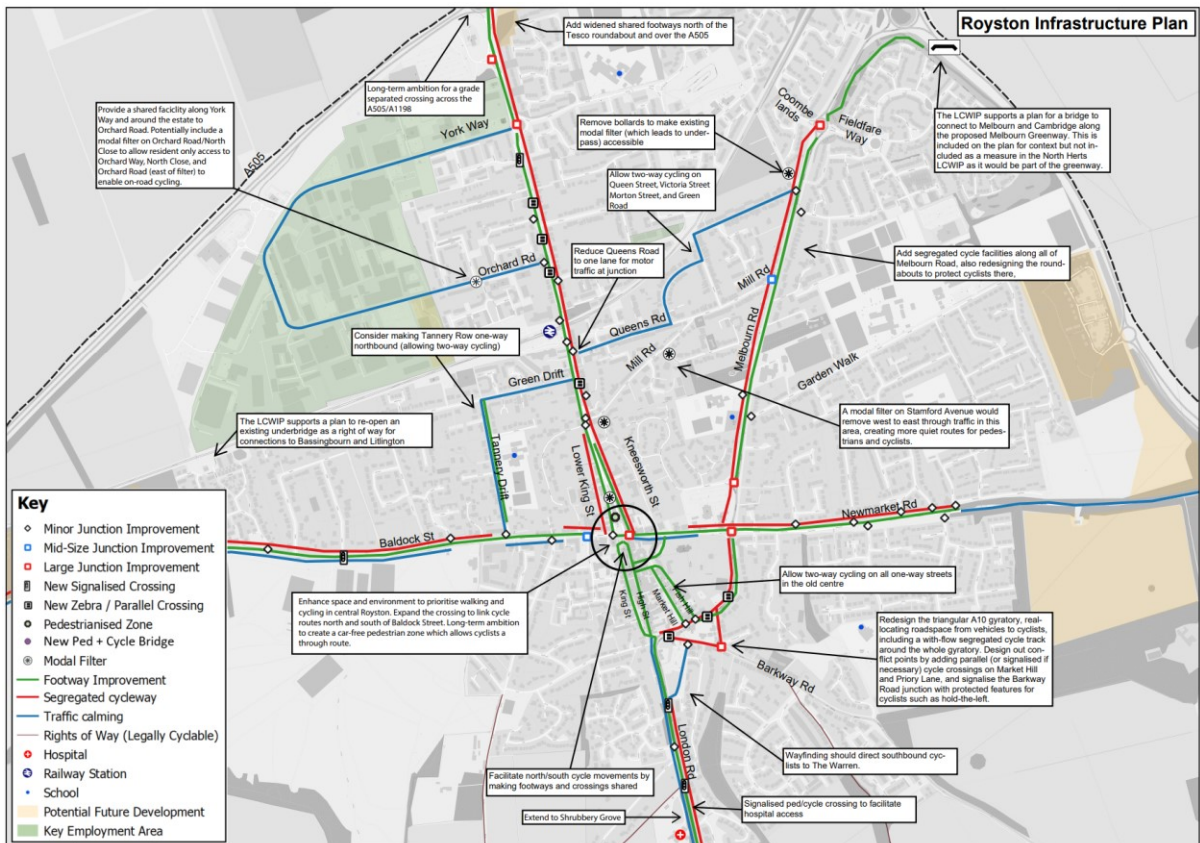 Royston Infrastructure Plan
Add widened shared footways north of the
Tesco roundabout and over the A505
Long-term ambition for a grade
separated crossing across the
A505/A1198
Provide a shared faciclity along York
Way and around the estate to
Orchard Road. Potentially include a
modal filter on Orchard Road/North
Close to allow resident only access to
Orchard Way, North Close, and
Orchard Road (east of filter) to
enable on-road cycling.
A505
York Way
Remove bollards to make existing
modal filter (which leads to under-
pass) accessible
Coombe
lands
Fieldfare
Way
The LCWIP supports a plan for a bridge to
connect to Melbourn and Cambridge along
the proposed Melbourn Greenway. This is
included on the plan for context but not
included as a measure in the North Herts
LCWIP as it would be part of the greenway.
Allow two-way cycling on
Queen Street, Victoria Street
Morton Street, and Green
Road
Reduce Queens Road
to one lane for motor
traffic at junction
Add segregated cycle facilities along all of
Melbourn Road, also redesigning the round-
abouts to protect cyclists there,
Orchard Rd
Mill Rd
Queens Rd
Mill Rd
Melbourn Rd
Garden Walk
Consider making Tannery Row one-way
northbound (allowing two-way cycling)
Green Drift
The LCWIP supports a plan to re-open an
existing underbridge as a right of way for
connections to Bassingbourn and Litlington
A modal filter on Stamford Avenue would
remove west to east through traffic in this
area, creating more quiet routes for pedes-
trians and cyclists.
Tannery Drift
Lower King St
Kneesworth St
Newmarket Rd
Baldock St
Key
Minor Junction Improvement
Mid-Size Junction Improvement
Large Junction Improvement
New Signalised Crossing
New Zebra / Parallel Crossing
Pedestrianised Zone
New Ped + Cycle Bridge
Modal Filter
Footway Improvement
Segregated cycleway
Traffic calming
Rights of Way (Legally Cyclable)
Hospital
Railway Station
School
Potential Future Development
Key Employment Area
Enhance space and environment to prioritise walking and
cycling in central Royston. Expand the crossing to link cycle
routes north and south of Baldock Street. Long-term ambition
to create a car-free pedestrian zone which allows cyclists a
through route.
King St
High St
Market Hill
Fish Hill
Allow two-way cycling on all one-way streets
in the old centre
Redesign the triangular A10 gyratory, real-
locating roadspace from vehicles to cyclists,
including a with-flow segregated cycle track
around the whole gyratory. Design out con-
flict points by adding parallel (or signalised if
necessary) cycle crossings on Market Hill
and Priory Lane, and signalise the Barkway
Road junction with protected features for
cyclists such as hold-the-left.
Barkway Rd
London Rd
Wayfinding should direct southbound cyc-
lists to The Warren.
Facilitate north/south cycle movements by
making footways and crossings shared
Signalised ped/cycle crossing to facilitate
hospital access
Extend to Shrubbery Grove